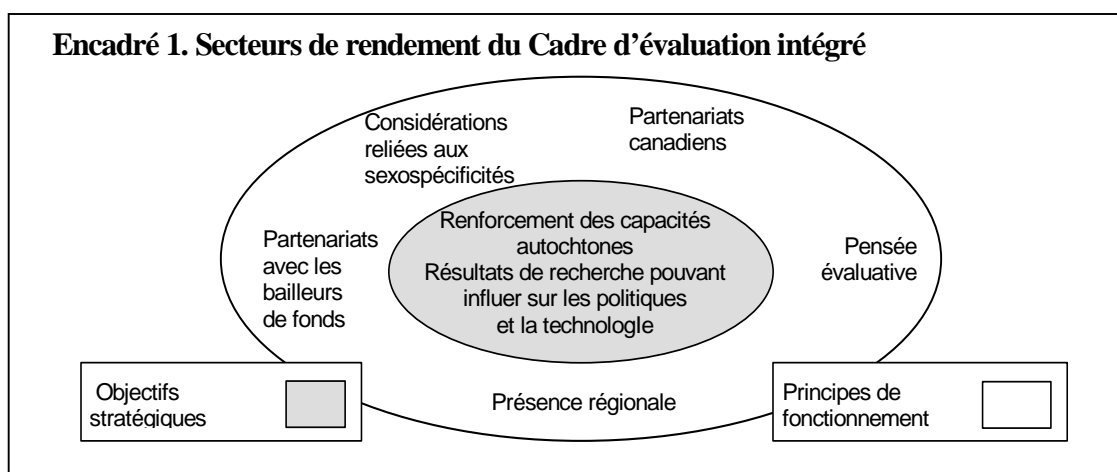 Encadré 1. Secteurs de rendement du Cadre d'évaluation intégré
Considérations
reliées aux
sexospécificités
Partenariats
canadiens
Partenariats
avec les
bailleurs
de fonds
Renforcement des capacités
autochtones
Résultats de recherche pouvant
influer sur les politiques
et la technologie
Pensée
évaluative
Objectifs
stratégiques
Présence régionale
Principes de
fonctionnement